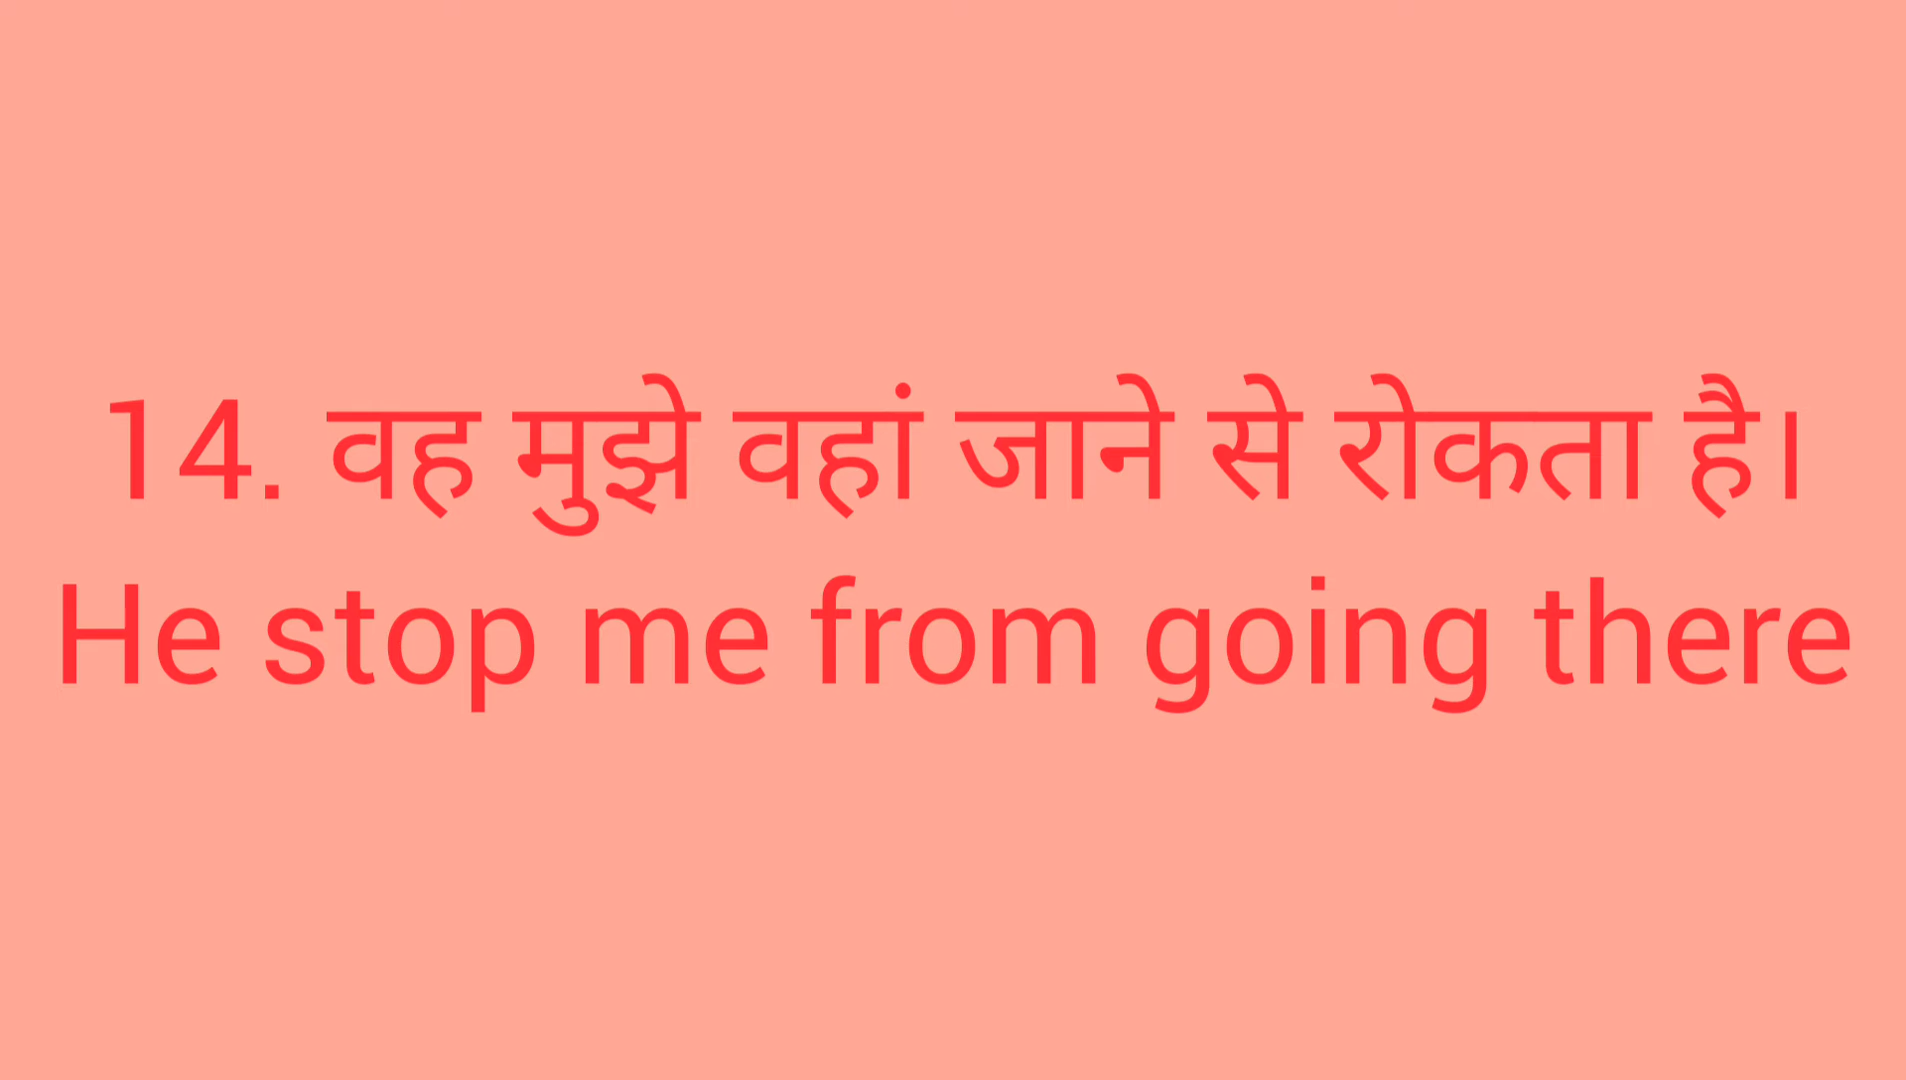 14. वह मुझे वहां जाने से रोकता है।
He stop me from going there